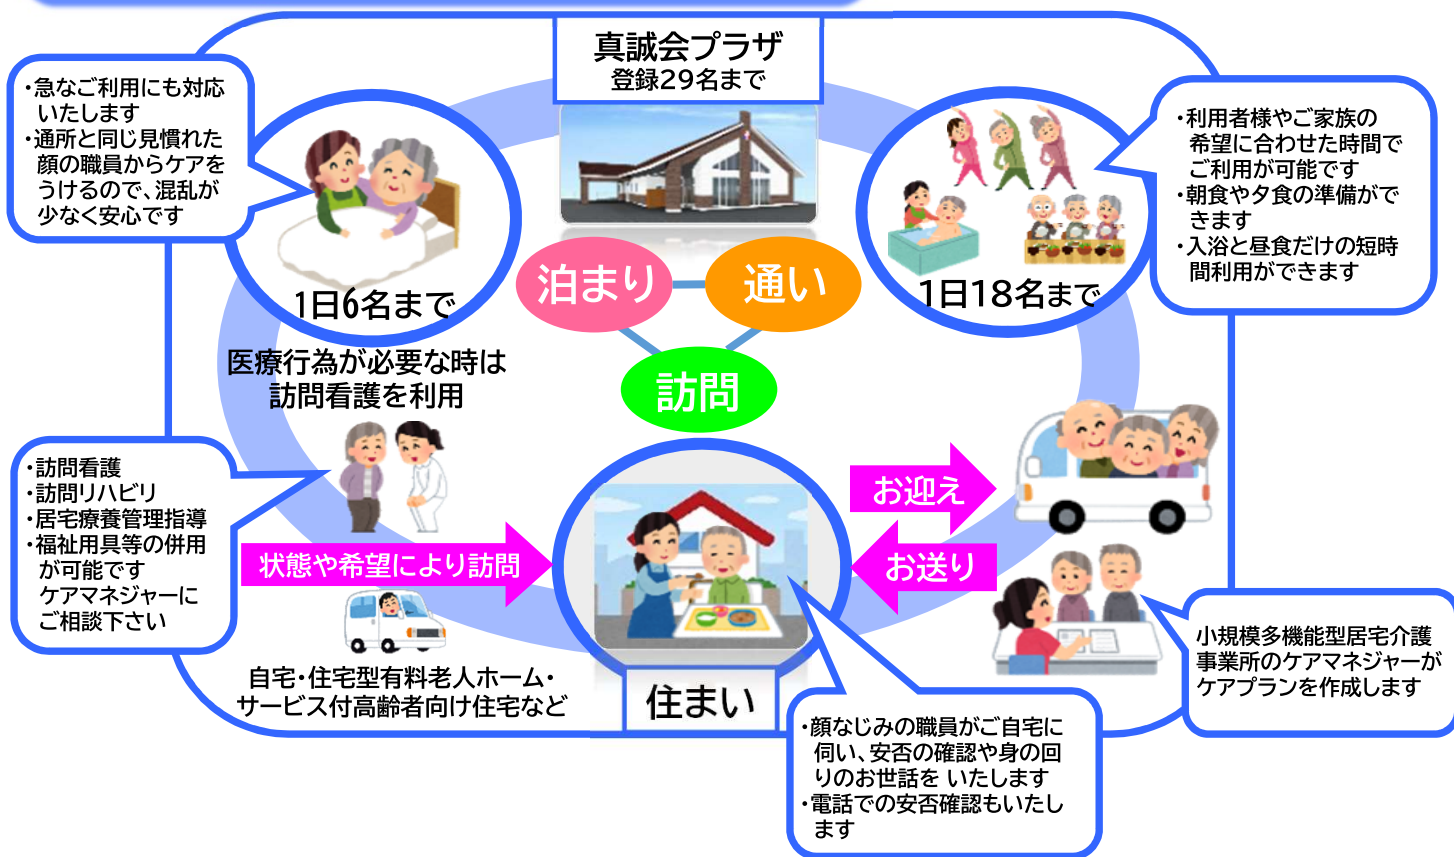 真誠会プラザ
登録29名まで
・急なご利用にも対応
いたします
・通所と同じ見慣れた
顔の職員からケアを
うけるので、混乱が
少なく安心です
1日6名まで
泊まり
通い
訪問
1日18名まで
・利用者様やご家族の
希望に合わせた時間で
ご利用が可能です
・朝食や夕食の準備がで
きます
・入浴と昼食だけの短時
間利用ができます
医療行為が必要な時は
訪問看護を利用
・訪問看護
・訪問リハビリ
・居宅療養管理指導
・福祉用具等の併用
が可能です
ケアマネジャーに
ご相談下さい
状態や希望により訪問
自宅・住宅型有料老人ホーム・
サービス付高齢者向け住宅など
住まい
お迎え
お送り
小規模多機能型居宅介護
事業所のケアマネジャーが
ケアプランを作成します
・顔なじみの職員がご自宅に
伺い、安否の確認や身の回
りのお世話を いたします
・電話での安否確認もいたし
ます